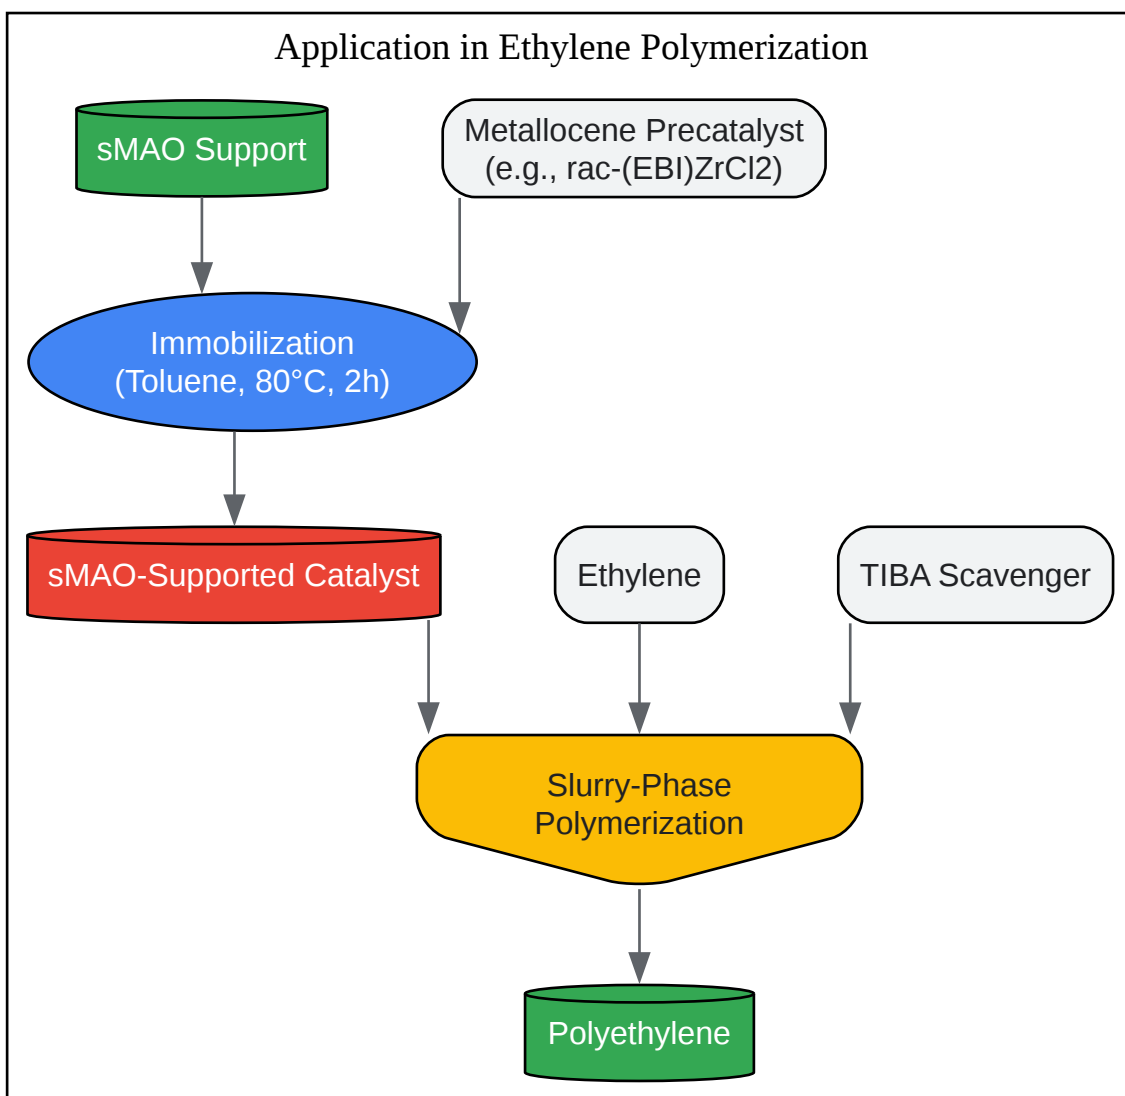 Application in Ethylene Polymerization
sMAO Support
Metallocene Precatalyst
(e.g., rac-(EBI)ZrCl2)
Immobilization
(Toluene, 80°C, 2h)
sMAO-Supported Catalyst
Ethylene
TIBA Scavenger
Slurry-Phase
Polymerization
Polyethylene